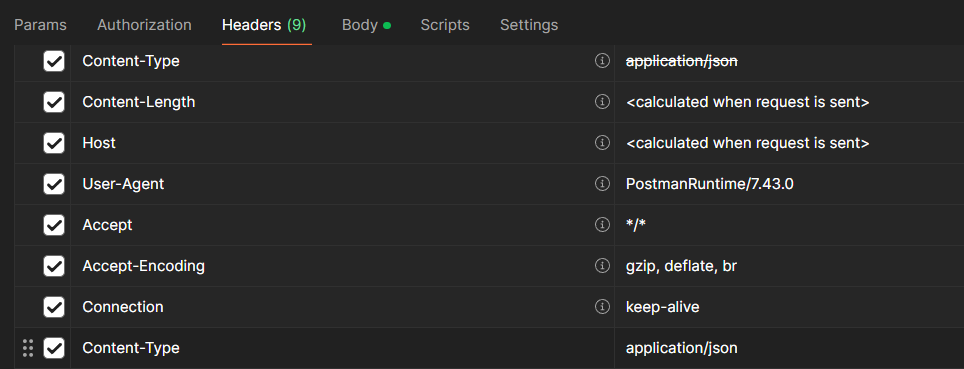 Params Authorization Headers (9) Body Scripts Settings
Content-Type application/json
Content-Length <calculated when request is sent>
Host <calculated when request is sent>
User-Agent PostmanRuntime/7.43.0
Accept */*
Accept-Encoding gzip, deflate, br
Connection keep-alive
Content-Type application/json